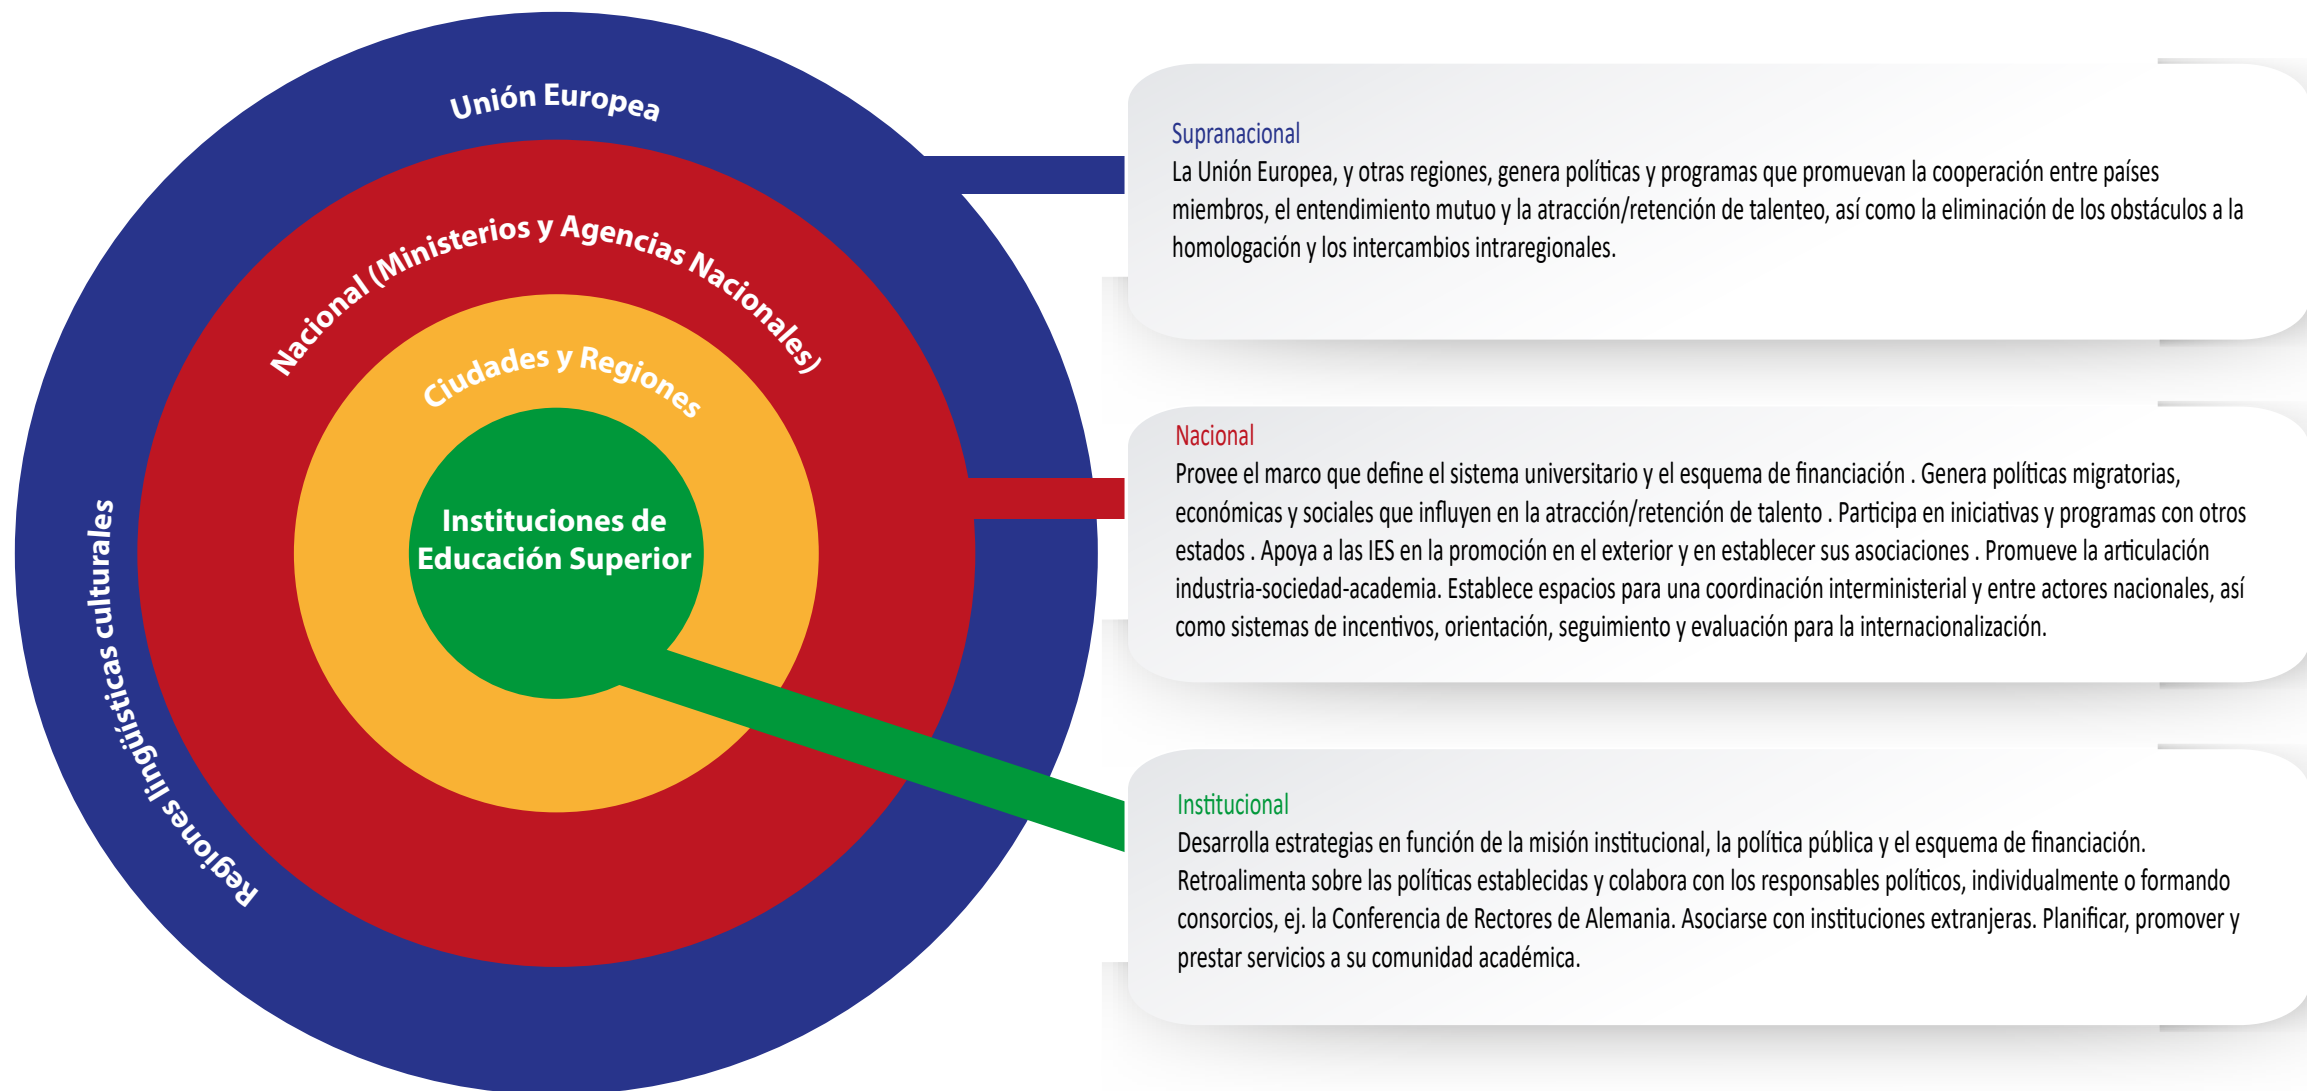 Unión Europea
Nacional (Ministerios y Agencias Nacionales)
Ciudades y Regiones
Instituciones de
Educación Superior
Regiones lingüísticas culturales
Supranacional
La Unión Europea, y otras regiones, genera políticas y programas que promuevan la cooperación entre países
miembros, el entendimiento mutuo y la atracción/retención de talenteo, así como la eliminación de los obstáculos a la
homologación y los intercambios intraregionales.
Nacional
Provee el marco que define el sistema universitario y el esquema de financiación . Genera políticas migratorias,
económicas y sociales que influyen en la atracción/retención de talento . Participa en iniciativas y programas con otros
estados . Apoya a las IES en la promoción en el exterior y en establecer sus asociaciones . Promueve la articulación
industria-sociedad-academia. Establece espacios para una coordinación interministerial y entre actores nacionales, así
como sistemas de incentivos, orientación, seguimiento y evaluación para la internacionalización.
Institucional
Desarrolla estrategias en función de la misión institucional, la política pública y el esquema de financiación.
Retroalimenta sobre las políticas establecidas y colabora con los responsables políticos, individualmente o formando
consorcios, ej. la Conferencia de Rectores de Alemania. Asociarse con instituciones extranjeras. Planificar, promover y
prestar servicios a su comunidad académica.